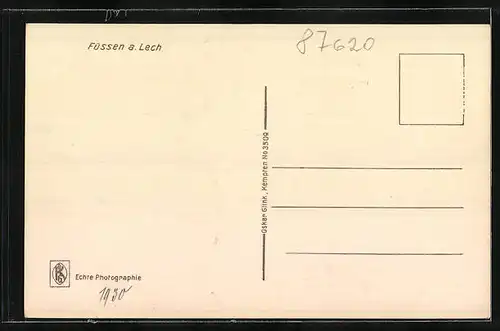 Füssen a. Lech
87620
Oskar Glink, Kempten No 3509
Echte Photographie
1930